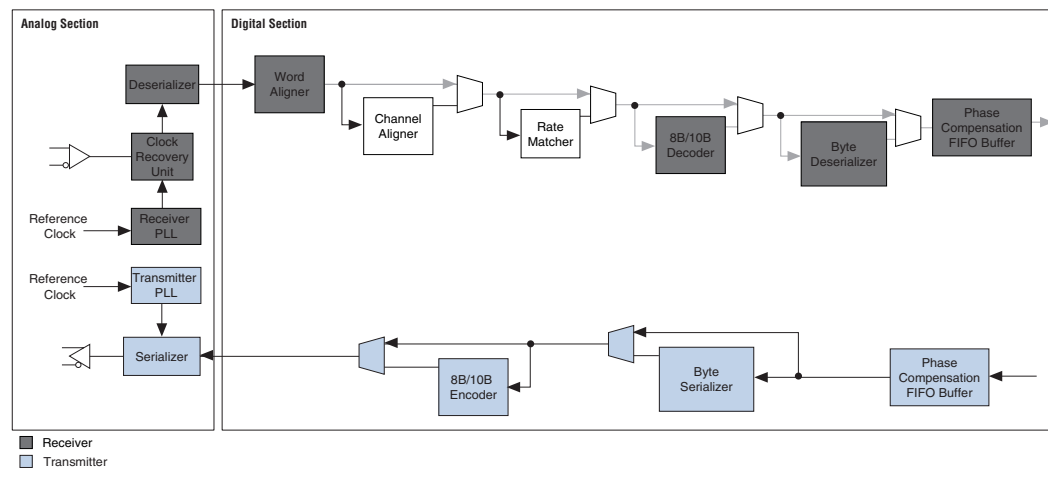 Analog Section
Digital Section
Deserializer
Word
Aligner
Channel
Aligner
Rate
Matcher
8B/10B
Decoder
Byte
Deserializer
Phase
Compensation
FIFO Buffer
Clock
Recovery
Unit
Reference
Clock
Receiver
PLL
Reference
Clock
Transmitter
PLL
Serializer
8B/10B
Encoder
Byte
Serializer
Phase
Compensation
FIFO Buffer
Receiver
Transmitter